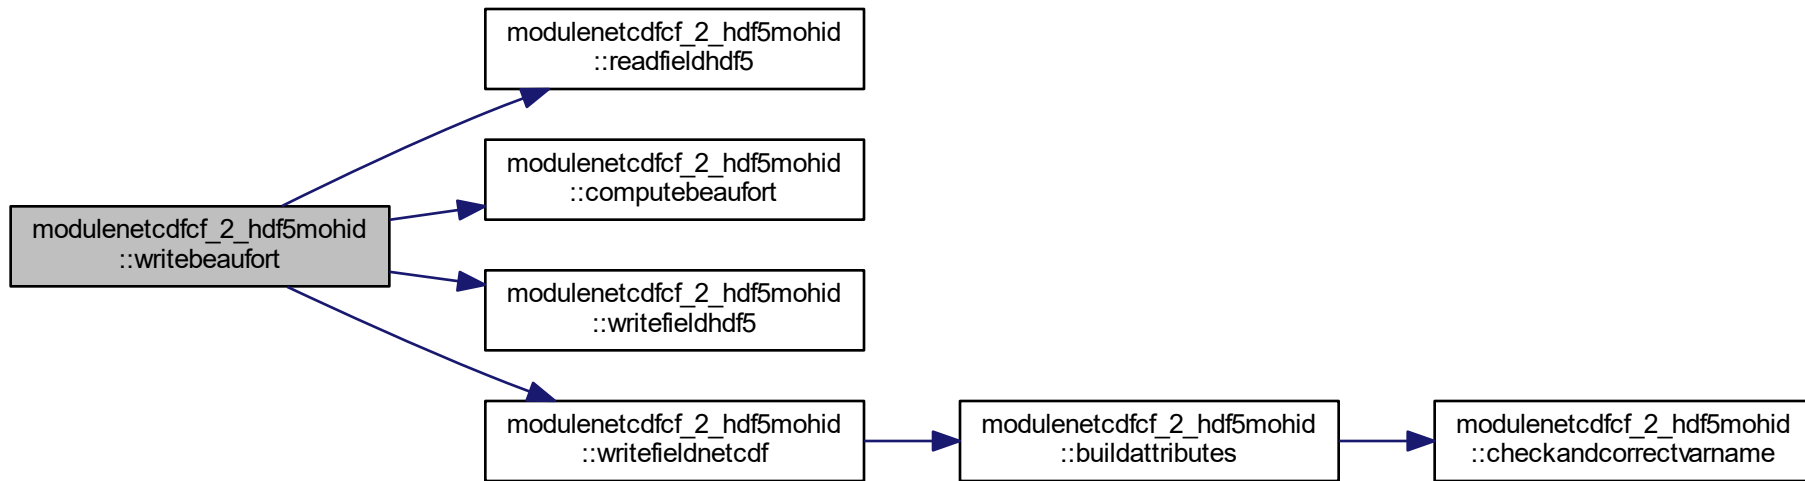 modulenetcdfcf_2_hdf5mohid
::readfieldhdf5
modulenetcdfcf_2_hdf5mohid
::computebeaufort
modulenetcdfcf_2_hdf5mohid
::writebeaufort
modulenetcdfcf_2_hdf5mohid
::writefieldhdf5
modulenetcdfcf_2_hdf5mohid
::writefieldnetcdf
modulenetcdfcf_2_hdf5mohid
::buildattributes
modulenetcdfcf_2_hdf5mohid
::checkandcorrectvarname